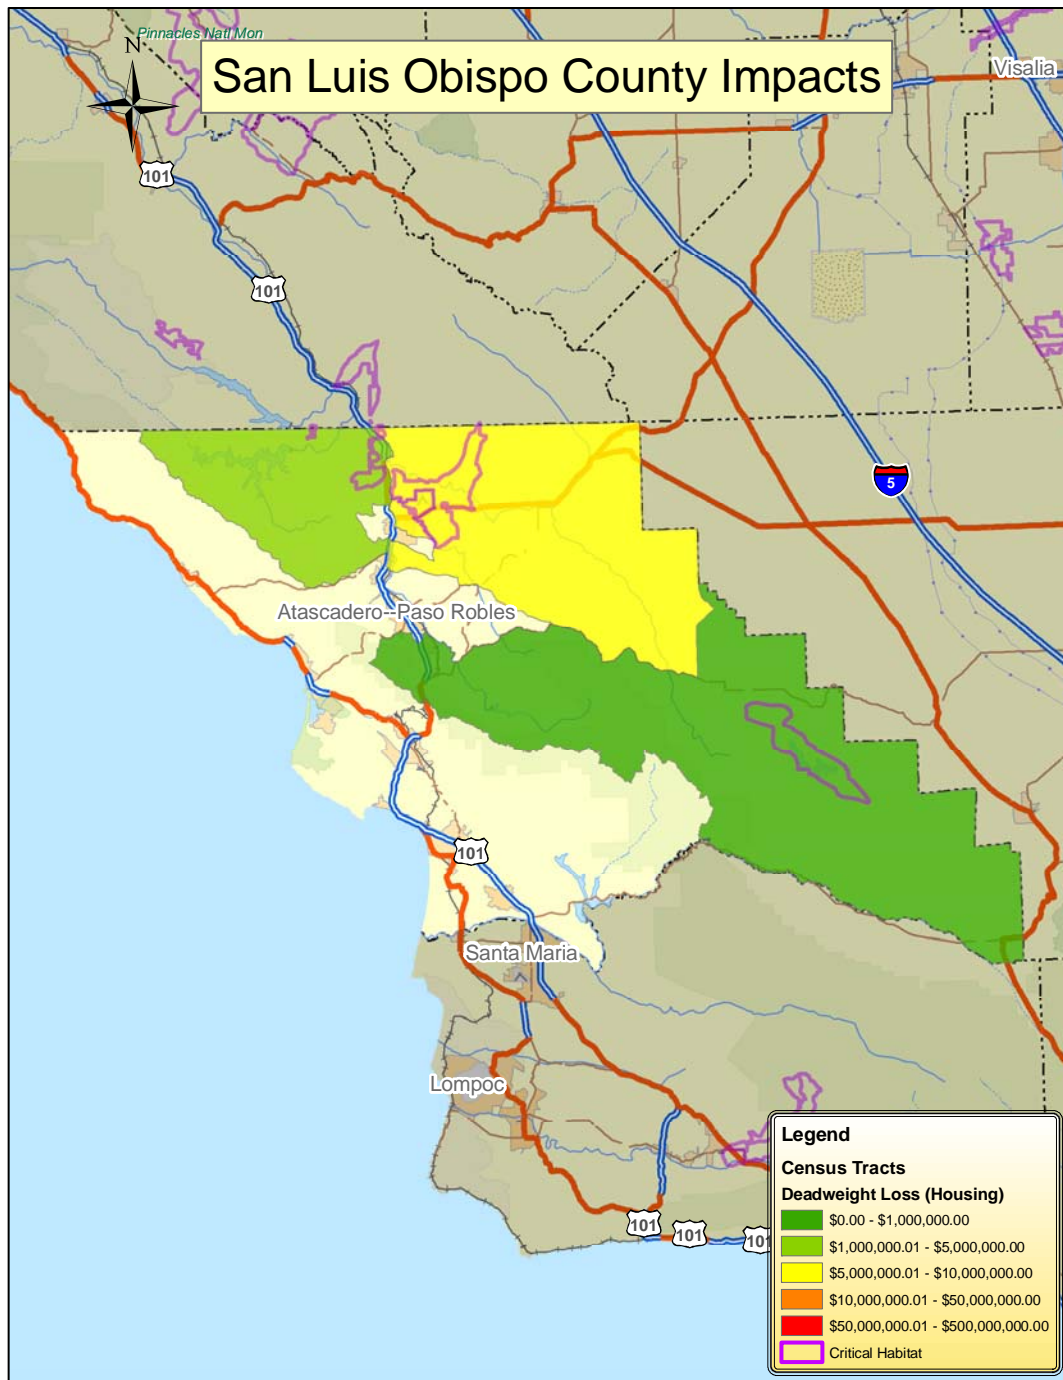 Pinnacles Natl Mon
N
San Luis Obispo County Impacts
Visalia
101
101
5
Atascadero--Paso Robles
101
Santa Maria
Lompoc
101
101
101
Legend
Census Tracts
Deadweight Loss (Housing)
$0.00 - $1,000,000.00
$1,000,000.01 - $5,000,000.00
$5,000,000.01 - $10,000,000.00
$10,000,000.01 - $50,000,000.00
$50,000,000.01 - $500,000,000.00
Critical Habitat